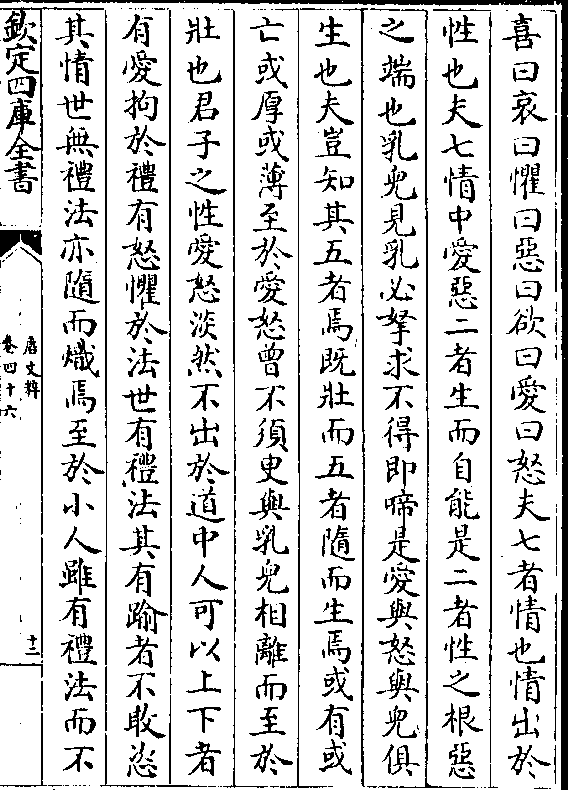 喜曰哀曰懼曰惡曰欲曰愛曰怒夫七者情也情出於
性也夫七情中愛惡二者生而自能是二者性之根惡
之端也乳兒見乳必拏求不得即啼是愛與怒與兒俱
生也夫豈知其五者焉既壯而五者隨而生焉或有或
亡或厚或薄至於愛怒曾不須臾與乳兒相離而至於
壯也君子之性愛怒淡然不出於道中人可以上下者
有愛拘於禮有怒懼於法世有禮法其有踰者不敢恣
其情世無禮法亦隨而熾焉至於小人雖有禮法而不
欽定四庫全書
唐文粹
卷四十六
十三